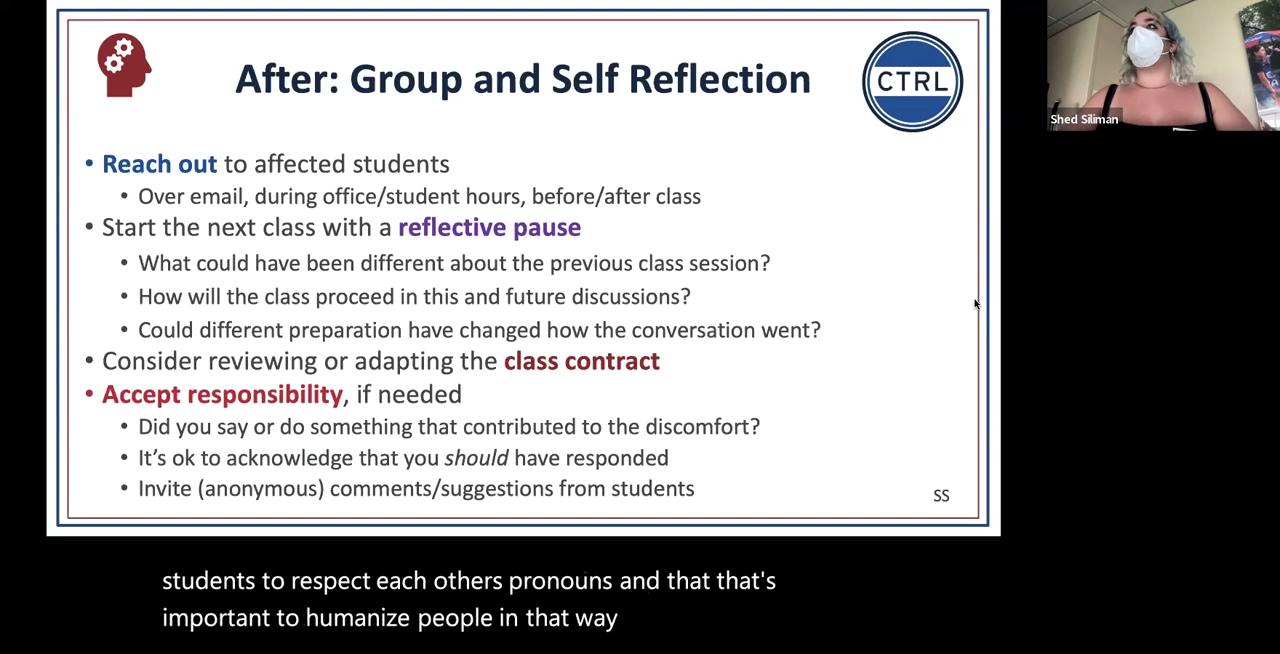 After: Group and Self Reflection
CTRL
Shed Siliman
• Reach out to affected students
• Over email, during office/student hours, before/after class
• Start the next class with a reflective pause
• What could have been different about the previous class session?
• How will the class proceed in this and future discussions?
• Could different preparation have changed how the conversation went?
• Consider reviewing or adapting the class contract
• Accept responsibility, if needed
• Did you say or do something that contributed to the discomfort?
• It’s ok to acknowledge that you should have responded
• Invite (anonymous) comments/suggestions from students
SS
students to respect each others pronouns and that that's
important to humanize people in that way